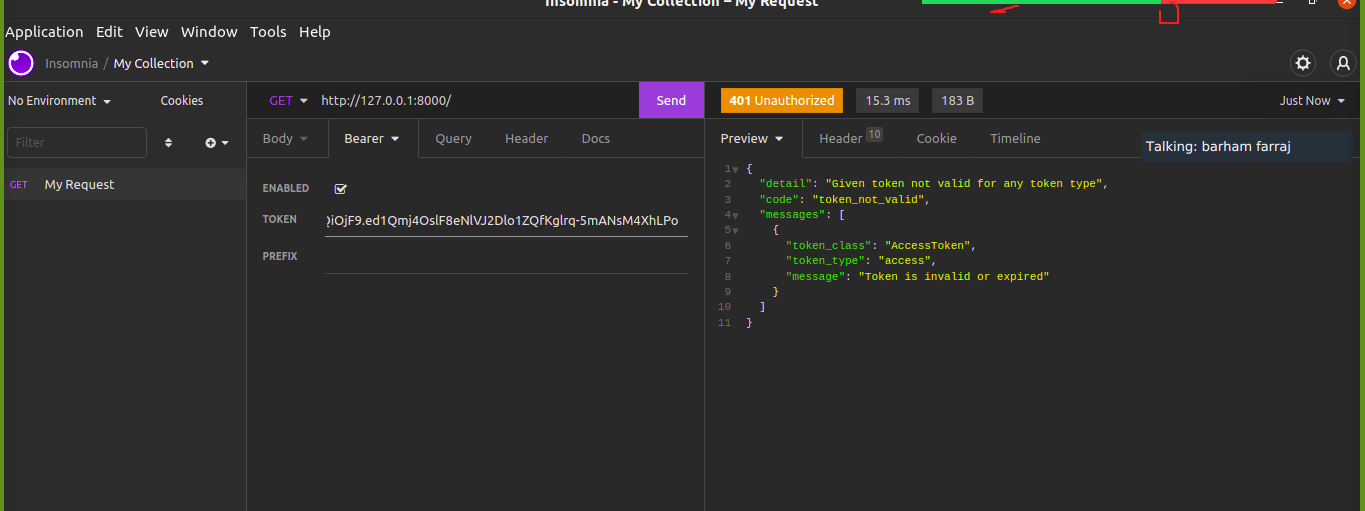 Insomnia - My Collection – My Request
Application Edit View Window Tools Help
Insomnia / My Collection
No Environment Cookies GET http://127.0.0.1:8000/ Send 401 Unauthorized 15.3 ms 183 B Just Now
Filter Body Bearer Query Header Docs Preview Header 10 Cookie Timeline
Talking: barham farraj
GET My Request
ENABLED
TOKEN QiOjF9.ed1Qmj4OslF8eNlVJ2Dlo1ZQfKglrq-5mANsM4XhLPo
PREFIX
1 {
2 "detail": "Given token not valid for any token type",
3 "code": "token_not_valid",
4 "messages": [
5 {
6 "token_class": "AccessToken",
7 "token_type": "access",
8 "message": "Token is invalid or expired"
9 }
10 ]
11 }